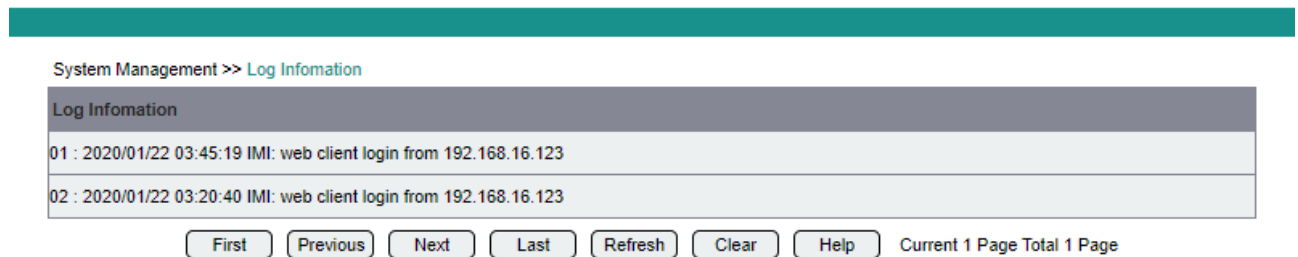 System Management >> Log Infomation
Log Infomation
01 : 2020/01/22 03:45:19 IMI: web client login from 192.168.16.123
02 : 2020/01/22 03:20:40 IMI: web client login from 192.168.16.123
First Previous Next Last Refresh Clear Help Current 1 Page Total 1 Page